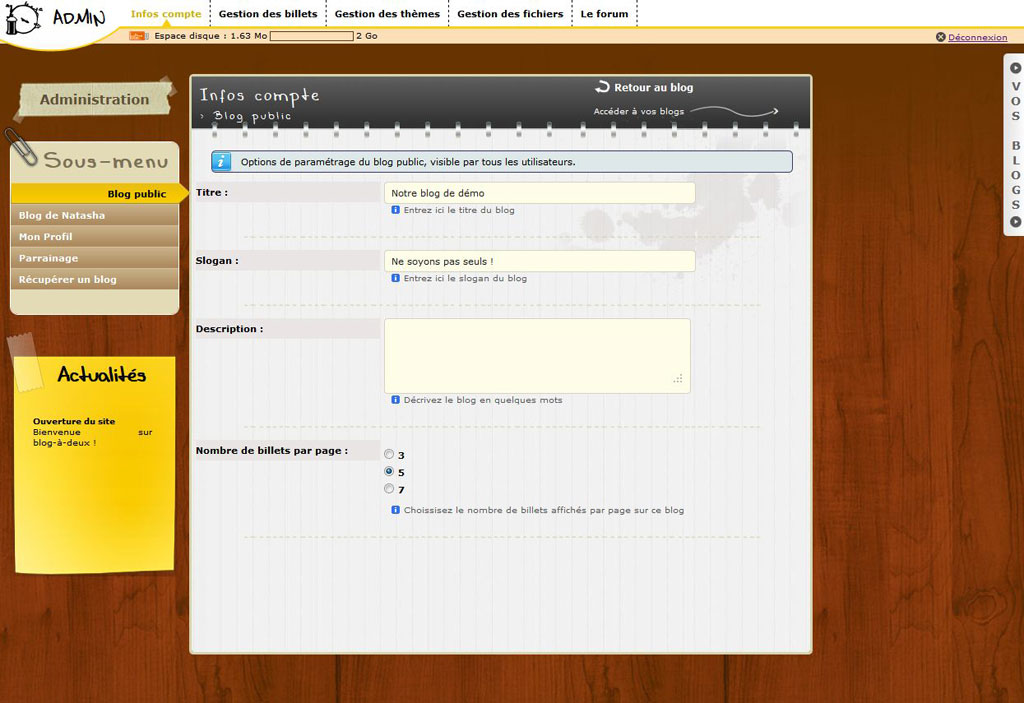 ADMIN
Infos compte
Gestion des billets
Gestion des thèmes
Gestion des fichiers
Le forum
Espace disque : 1.63 Mo 2 Go
Déconnexion
Administration
Sous-menu
Blog public
Blog de Natasha
Mon Profil
Parrainage
Récupérer un blog
Actualités
Ouverture du site
Bienvenue sur
blog-à-deux !
Infos compte
› Blog public
Retour au blog
Accéder à vos blogs
Options de paramétrage du blog public, visible par tous les utilisateurs.
Titre :
Notre blog de démo
Entrez ici le titre du blog
Slogan :
Ne soyons pas seuls !
Entrez ici le slogan du blog
Description :
Décrivez le blog en quelques mots
Nombre de billets par page :
3
5
7
Choissisez le nombre de billets affichés par page sur ce blog
VOS BLOGS